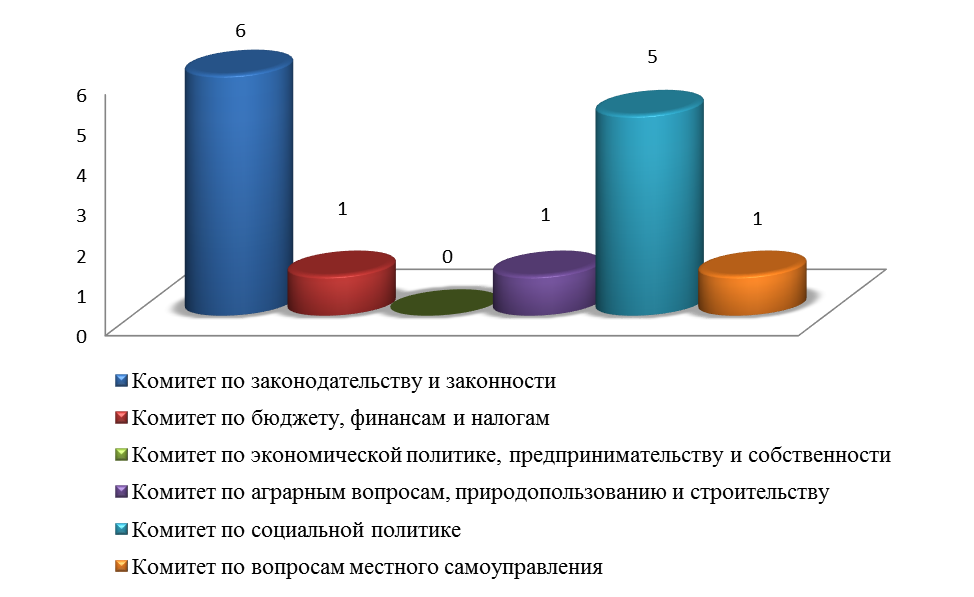 6
5
1
1
1
0
6
5
4
3
2
1
0
Комитет по законодательству и законности
Комитет по бюджету, финансам и налогам
Комитет по экономической политике, предпринимательству и собственности
Комитет по аграрным вопросам, природопользованию и строительству
Комитет по социальной политике
Комитет по вопросам местного самоуправления